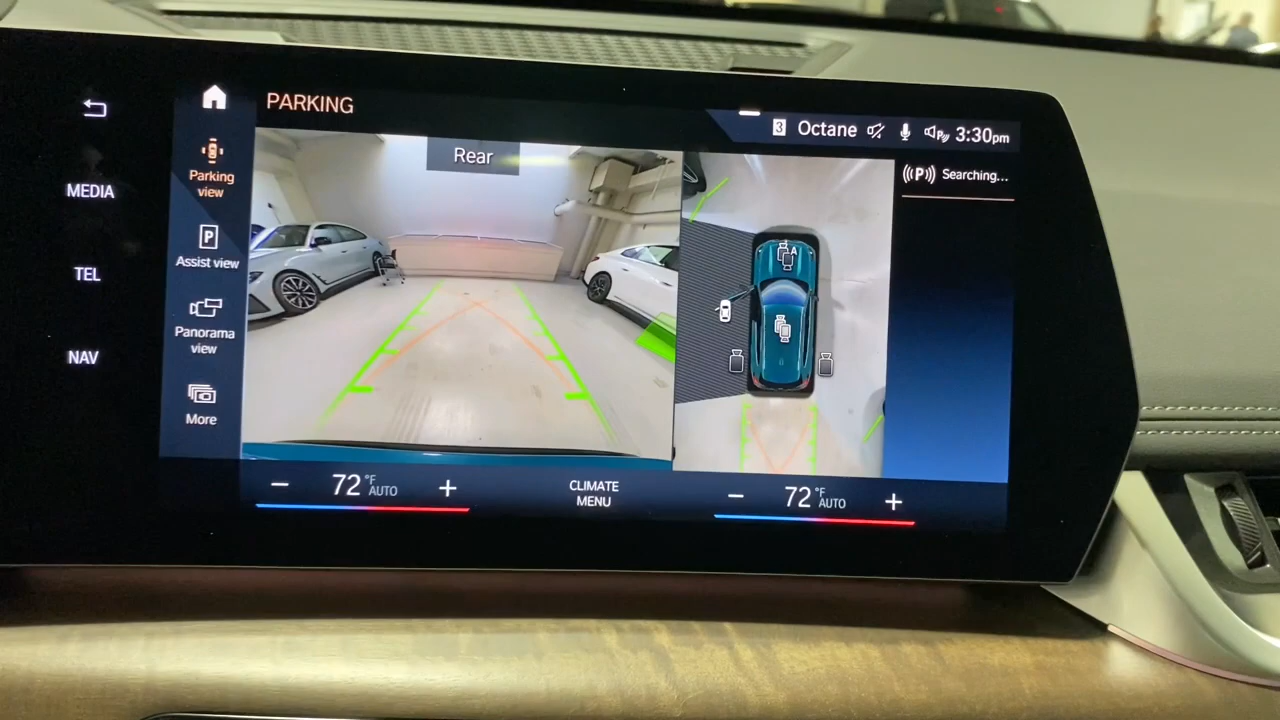 PARKING
3 Octane 3:30pm
MEDIA
TEL
NAV
Parking
view
P
Assist view
Panorama
view
More
Rear
A
((P)) Searching...
− 72 °F AUTO +
CLIMATE
MENU
− 72 °F AUTO +